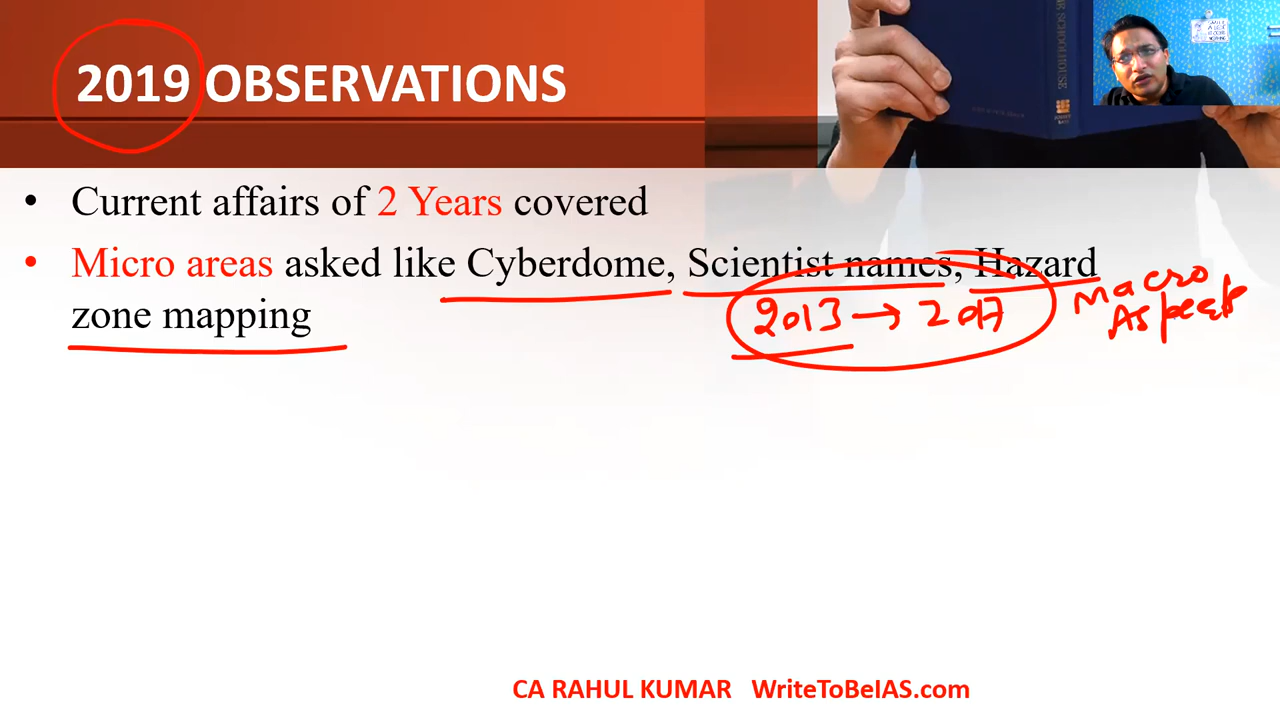 2019 OBSERVATIONS
• Current affairs of 2 Years covered
• Micro areas asked like Cyberdome, Scientist names, Hazard
zone mapping
2013 → 2017
Macro
Aspects
CA RAHUL KUMAR WriteToBeIAS.com